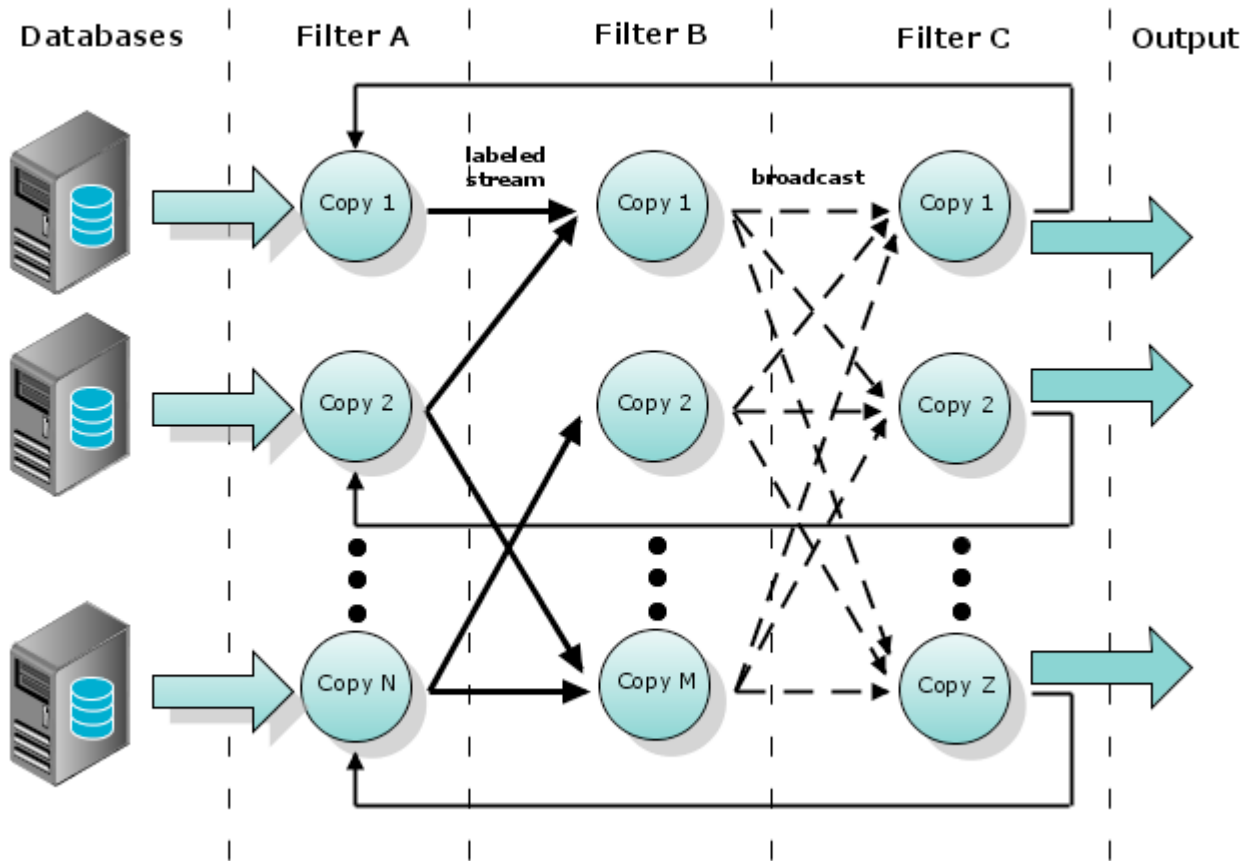 Databases
Filter A
Filter B
Filter C
Output
labeled
stream
broadcast
Copy 1
Copy 1
Copy 1
Copy 2
Copy 2
Copy 2
Copy N
Copy M
Copy Z